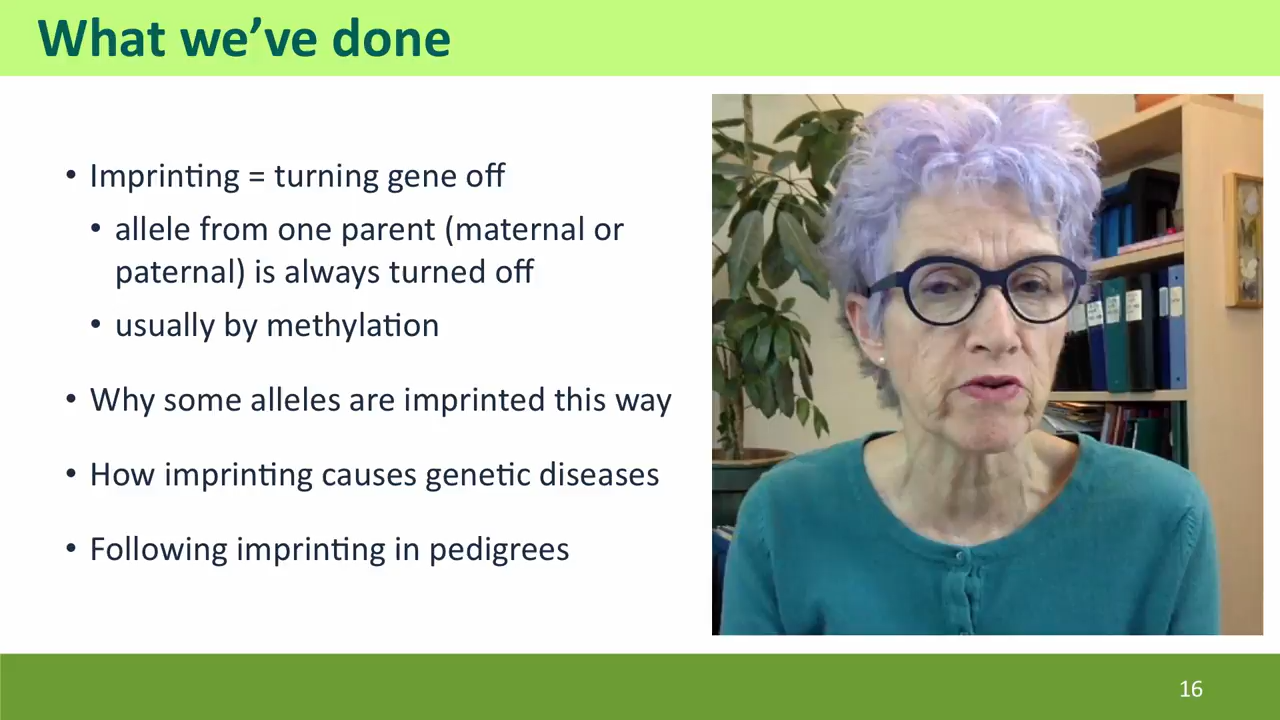 What we’ve done
• Imprinting = turning gene off
• allele from one parent (maternal or
paternal) is always turned off
• usually by methylation
• Why some alleles are imprinted this way
• How imprinting causes genetic diseases
• Following imprinting in pedigrees
16